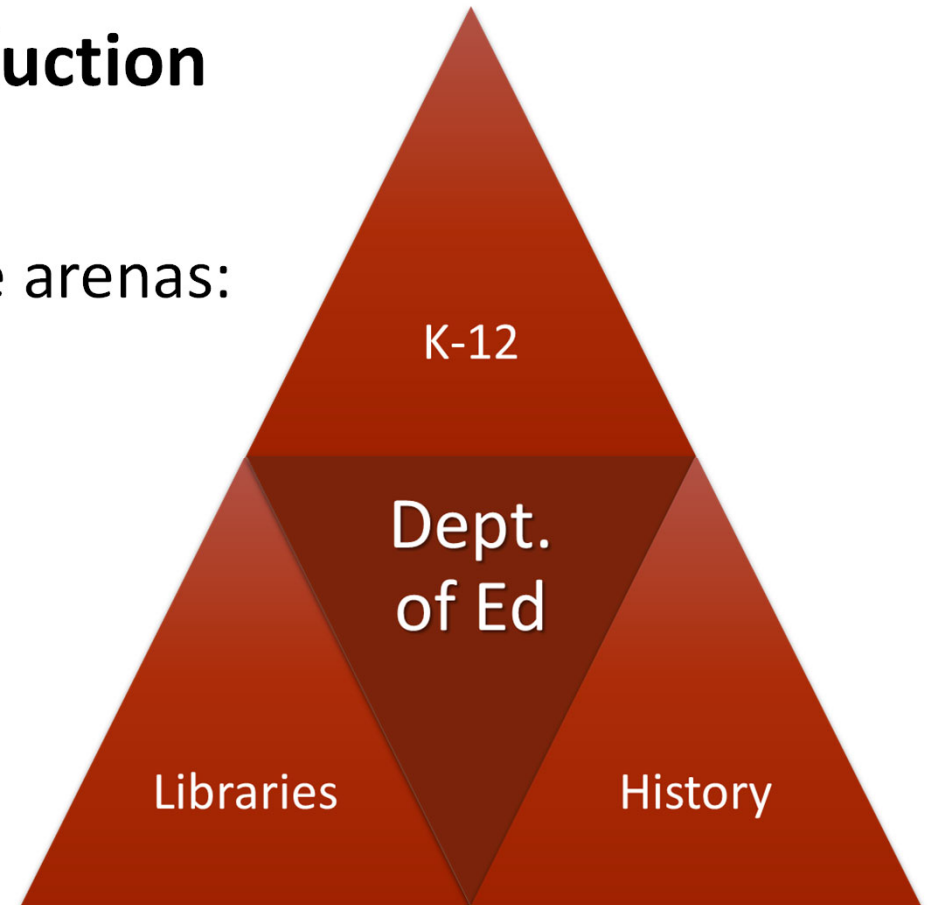 uction
e arenas:
K-12
Dept.
of Ed
Libraries
History